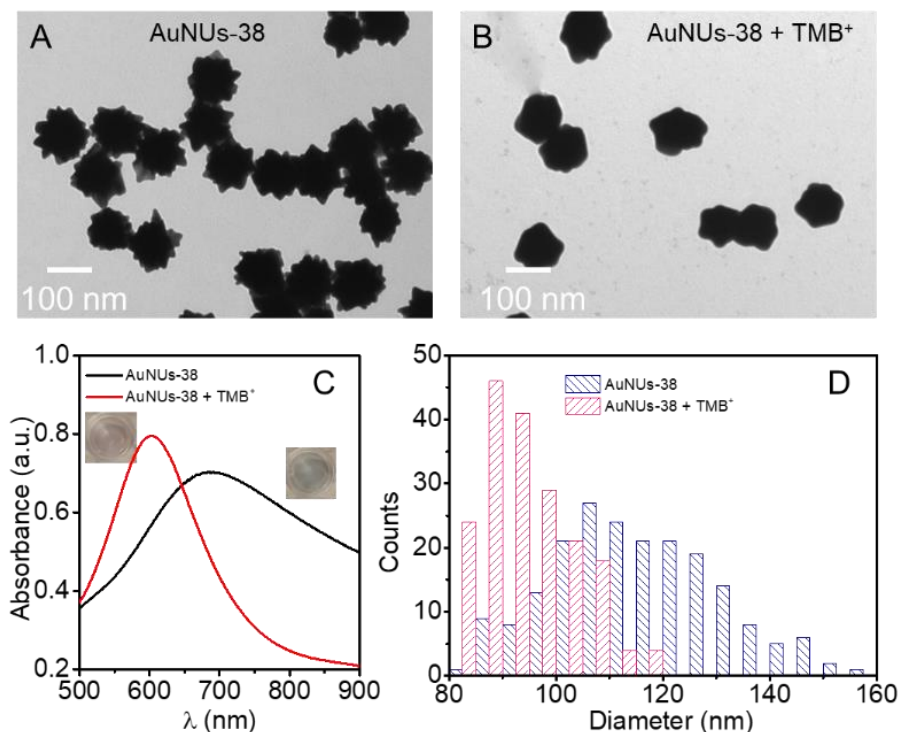 A
AuNUs-38
100 nm
B
AuNUs-38 + TMB⁺
100 nm
C
AuNUs-38
AuNUs-38 + TMB⁺
Absorbance (a.u.)
1.0
0.8
0.6
0.4
0.2
500 600 700 800 900
λ (nm)
D
AuNUs-38
AuNUs-38 + TMB⁺
Counts
50
40
30
20
10
0
80 100 120 140 160
Diameter (nm)